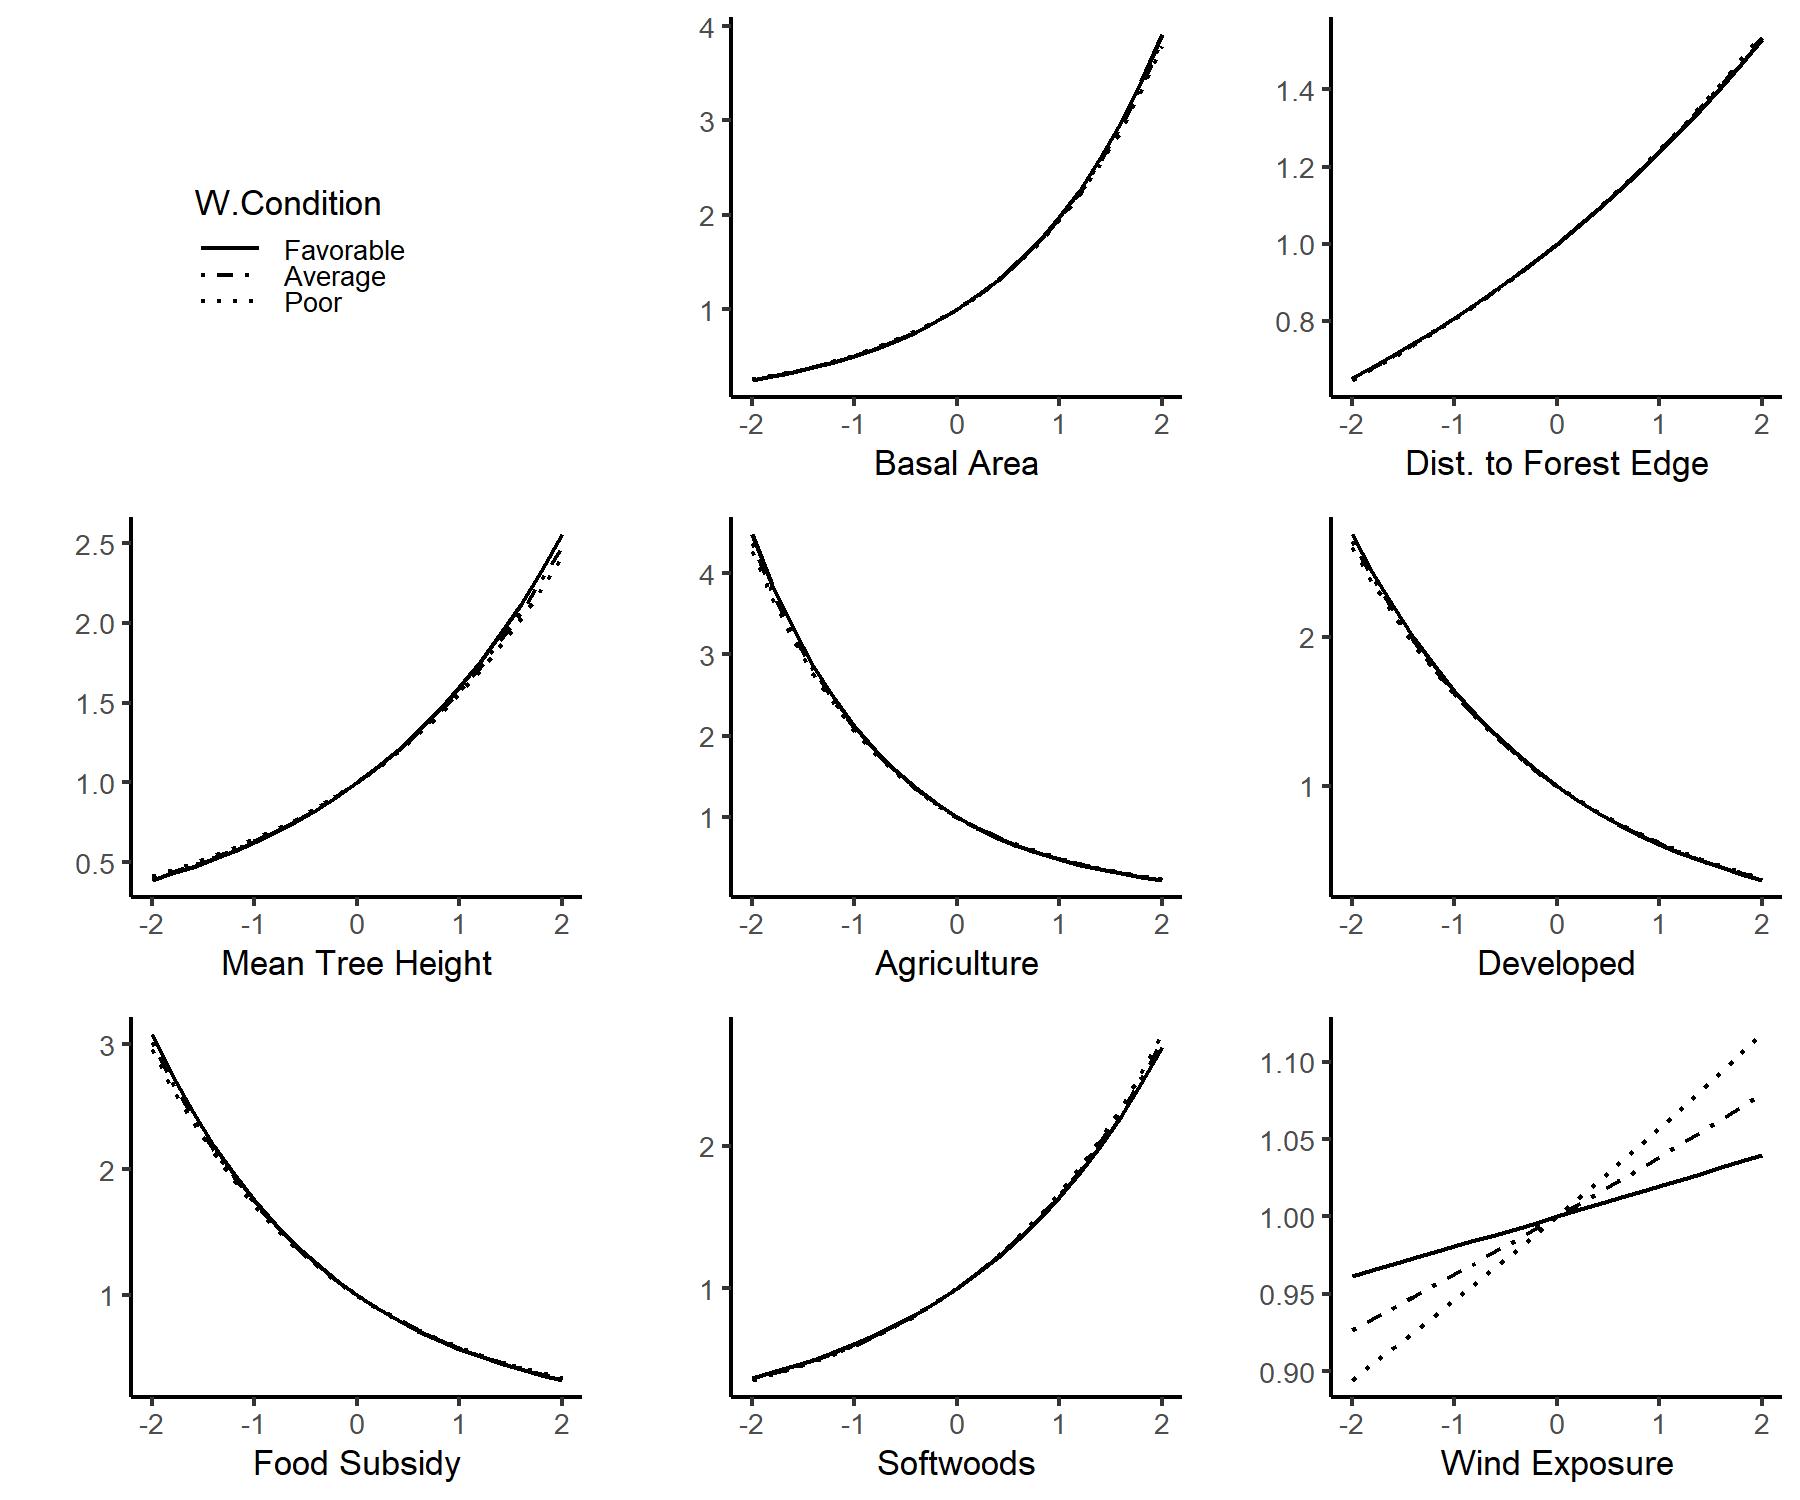 W.Condition
Favorable
Average
Poor
4
3
2
1
-2 -1 0 1 2
Basal Area
1.4
1.2
1.0
0.8
-2 -1 0 1 2
Dist. to Forest Edge
2.5
2.0
1.5
1.0
0.5
-2 -1 0 1 2
Mean Tree Height
4
3
2
1
-2 -1 0 1 2
Agriculture
2
1
-2 -1 0 1 2
Developed
3
2
1
-2 -1 0 1 2
Food Subsidy
2
1
-2 -1 0 1 2
Softwoods
1.10
1.05
1.00
0.95
0.90
-2 -1 0 1 2
Wind Exposure